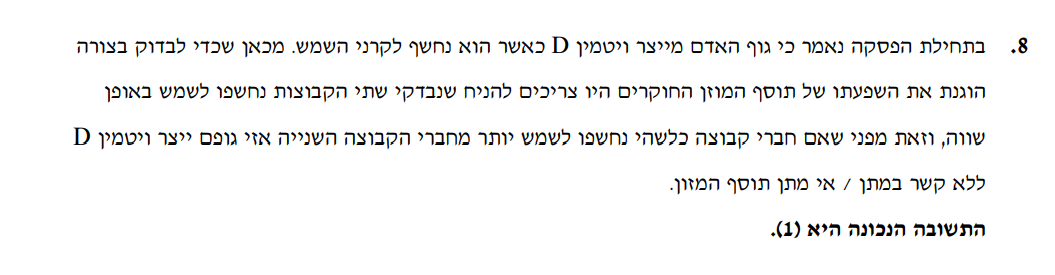 8. בתחילת הפסקה נאמר כי גוף האדם מייצר ויטמין D כאשר הוא נחשף לקרני השמש. מכאן שכדי לבדוק בצורה
הוגנת את השפעתו של תוסף המוזן החוקרים היו צריכים להניח שנבדקי שתי הקבוצות נחשפו לשמש באופן
שווה, וזאת מפני שאם חברי קבוצה כלשהי נחשפו לשמש יותר מחברי הקבוצה השנייה אזי גופם ייצר ויטמין D
ללא קשר במתן / אי מתן תוסף המזון.
התשובה הנכונה היא (1).